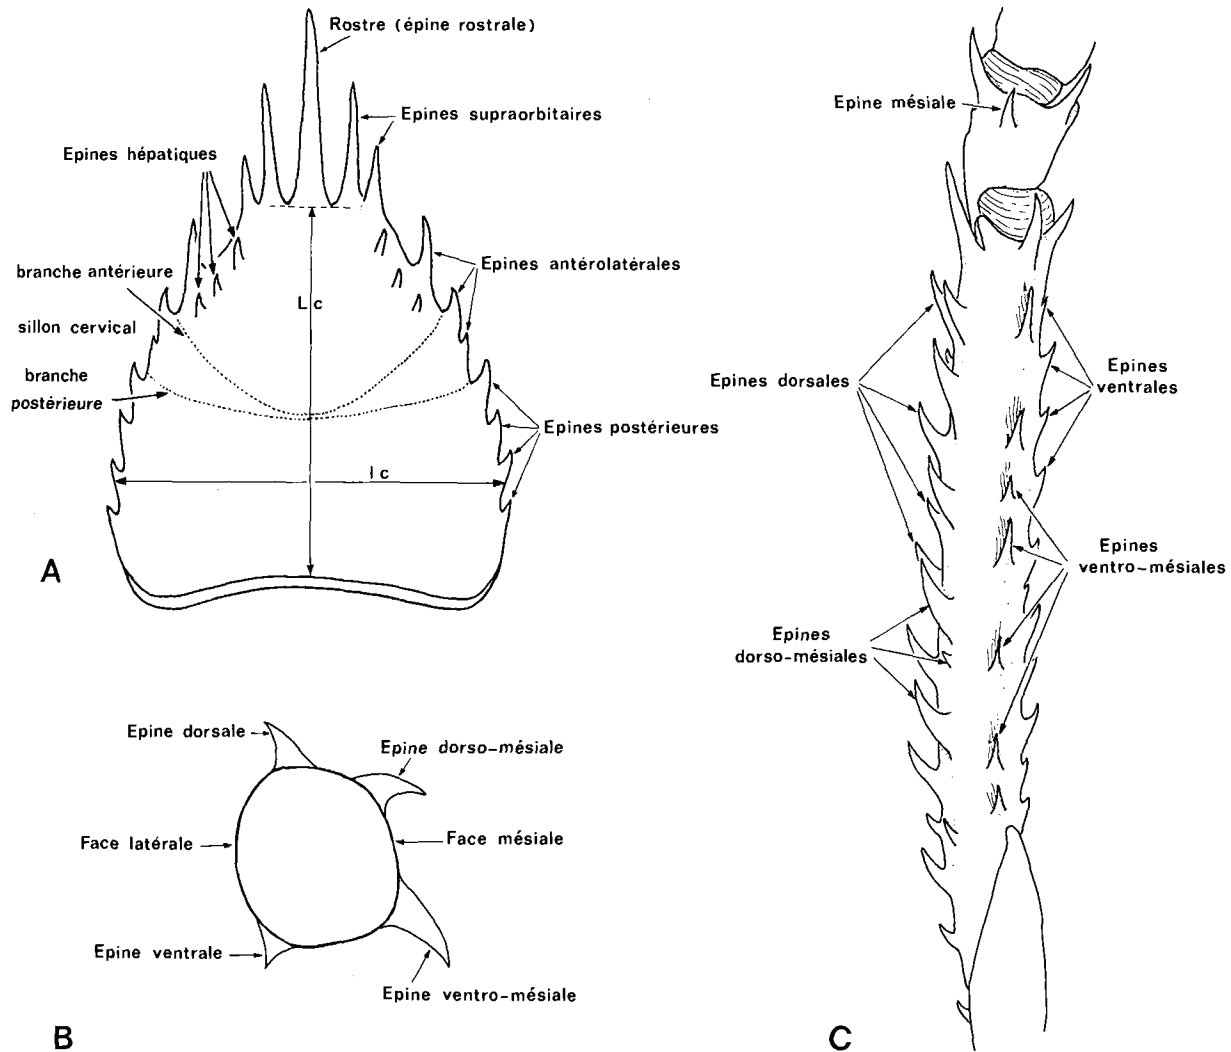 Rostre (épine rostrale)
Epines supraorbitaires
Epines hépatiques
Epines antérolatérales
branche antérieure
sillon cervical
branche
postérieure
Lc
lc
Epines postérieures
A
Epine dorsale
Epine dorso-mésiale
Face latérale
Face mésiale
Epine ventrale
Epine ventro-mésiale
B
Epine mésiale
Epines dorsales
Epines
ventrales
Epines
ventro-mésiales
Epines
dorso-mésiales
C